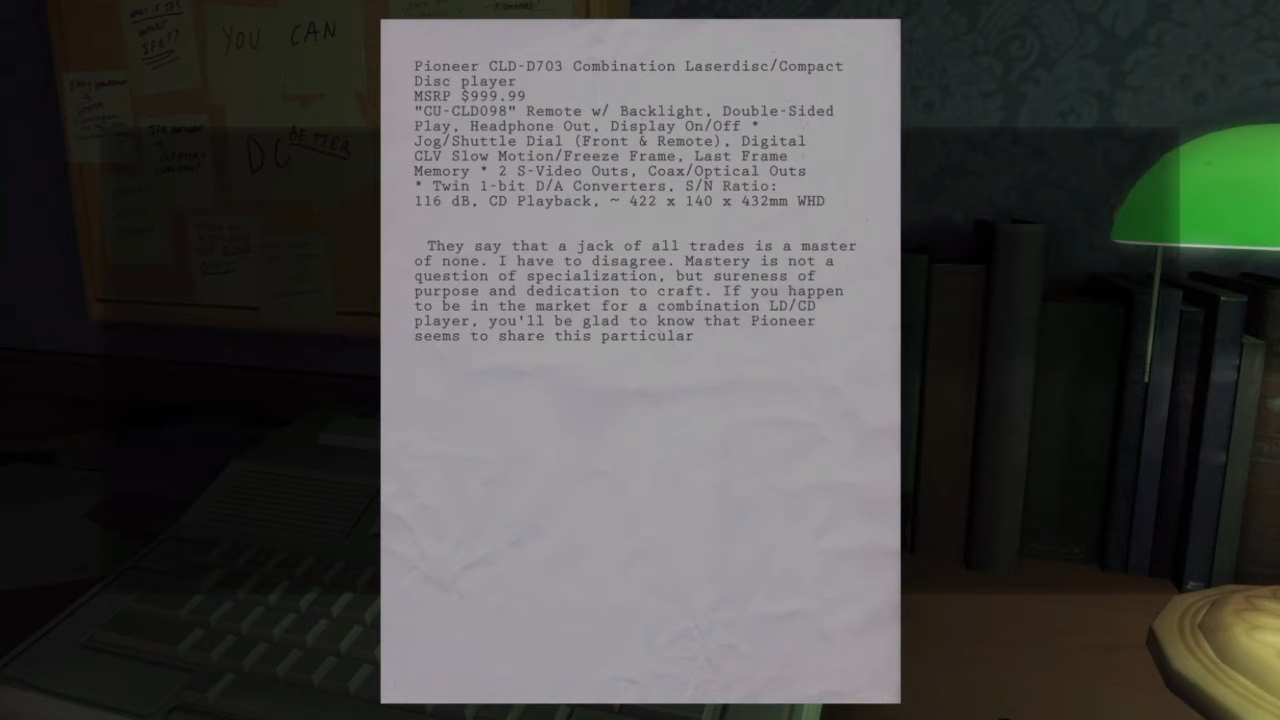 YOU CAN
DO BETTER
Pioneer CLD-D703 Combination Laserdisc/Compact
Disc player
MSRP $999.99
"CU-CLD098" Remote w/ Backlight, Double-Sided
Play, Headphone Out, Display On/Off *
Jog/Shuttle Dial (Front & Remote), Digital
CLV Slow Motion/Freeze Frame, Last Frame
Memory * 2 S-Video Outs, Coax/Optical Outs
* Twin 1-bit D/A Converters, S/N Ratio:
116 dB, CD Playback, ~ 422 x 140 x 432mm WHD
They say that a jack of all trades is a master
of none. I have to disagree. Mastery is not a
question of specialization, but sureness of
purpose and dedication to craft. If you happen
to be in the market for a combination LD/CD
player, you'll be glad to know that Pioneer
seems to share this particular